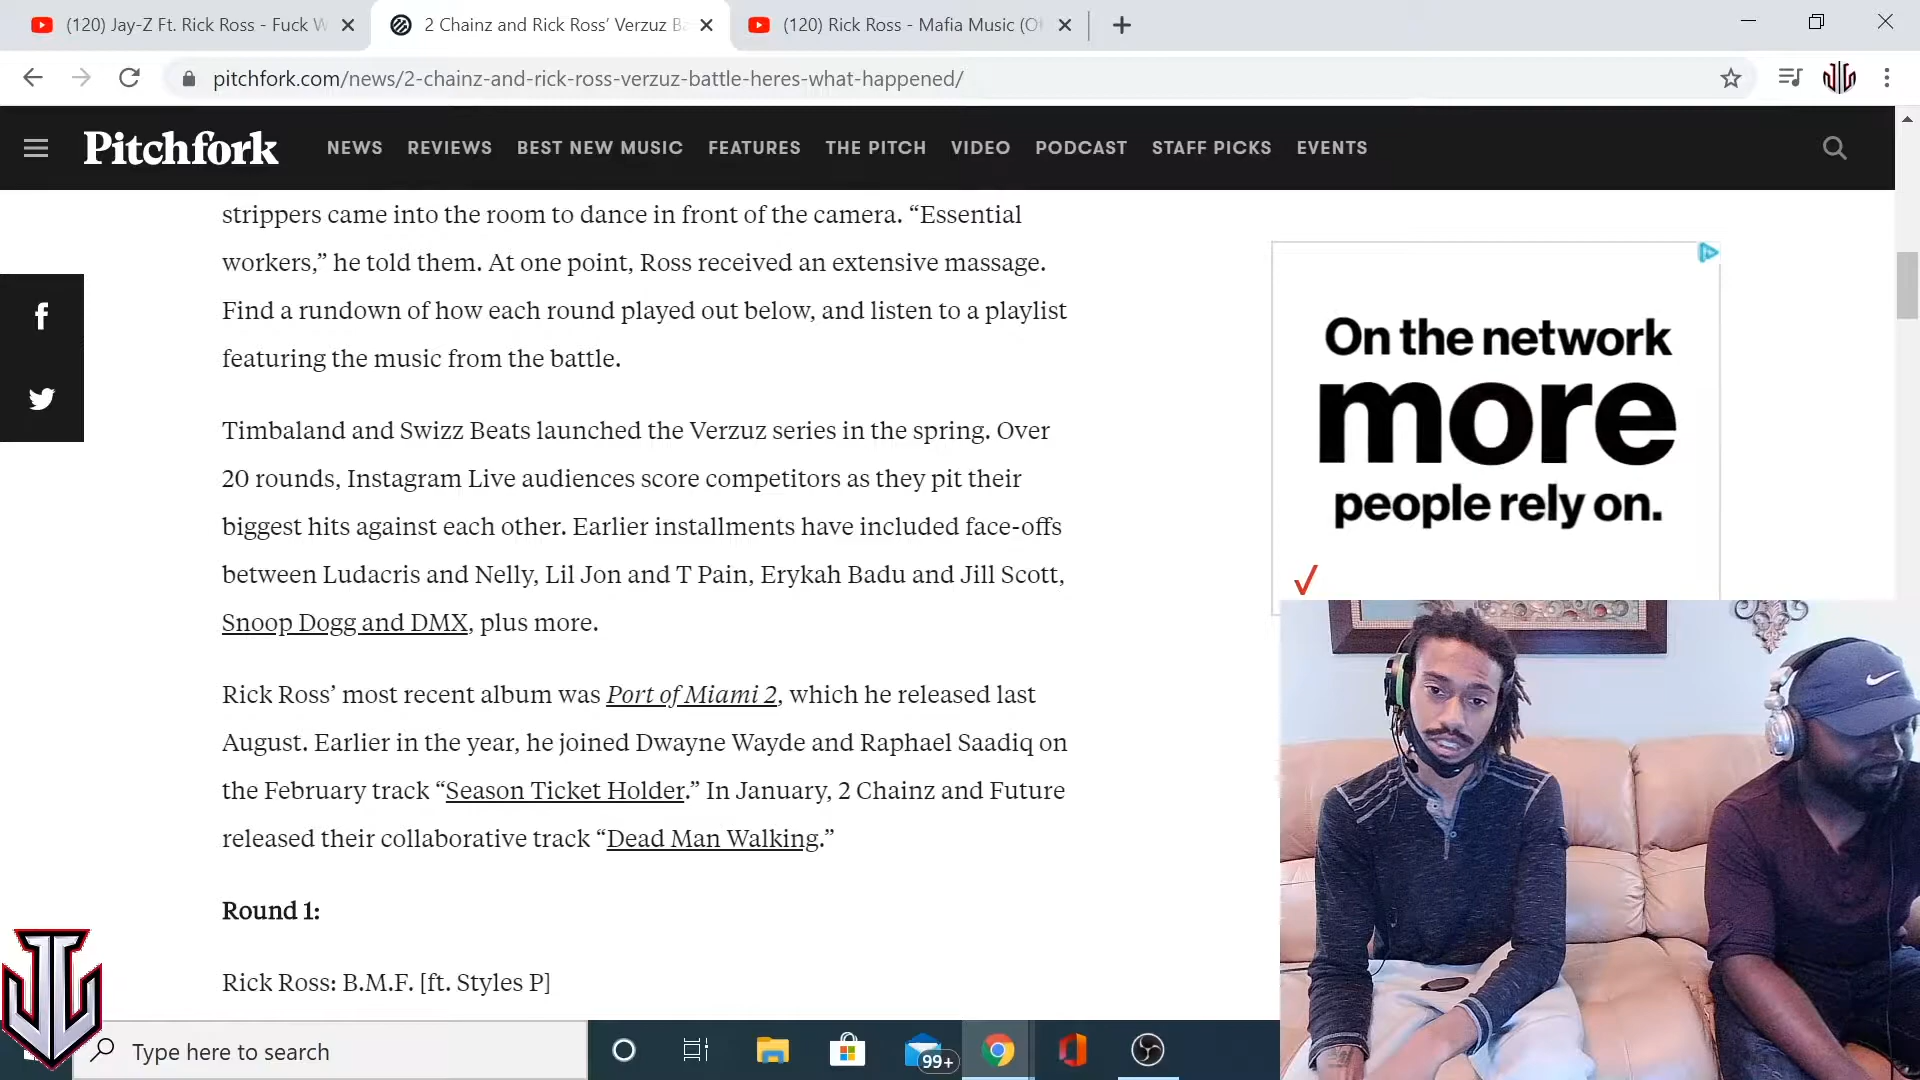 (120) Jay-Z Ft. Rick Ross - Fuck W
2 Chainz and Rick Ross’ Verzuz Ba
(120) Rick Ross - Mafia Music (O
pitchfork.com/news/2-chainz-and-rick-ross-verzuz-battle-heres-what-happened/
Pitchfork
NEWS REVIEWS BEST NEW MUSIC FEATURES THE PITCH VIDEO PODCAST STAFF PICKS EVENTS
strippers came into the room to dance in front of the camera. “Essential
workers,” he told them. At one point, Ross received an extensive massage.
Find a rundown of how each round played out below, and listen to a playlist
featuring the music from the battle.
Timbaland and Swizz Beats launched the Verzuz series in the spring. Over
20 rounds, Instagram Live audiences score competitors as they pit their
biggest hits against each other. Earlier installments have included face-offs
between Ludacris and Nelly, Lil Jon and T Pain, Erykah Badu and Jill Scott,
Snoop Dogg and DMX, plus more.
Rick Ross’ most recent album was Port of Miami 2, which he released last
August. Earlier in the year, he joined Dwayne Wayde and Raphael Saadiq on
the February track “Season Ticket Holder.” In January, 2 Chainz and Future
released their collaborative track “Dead Man Walking.”
Round 1:
Rick Ross: B.M.F. [ft. Styles P]
On the network
more
people rely on.
Type here to search
99+